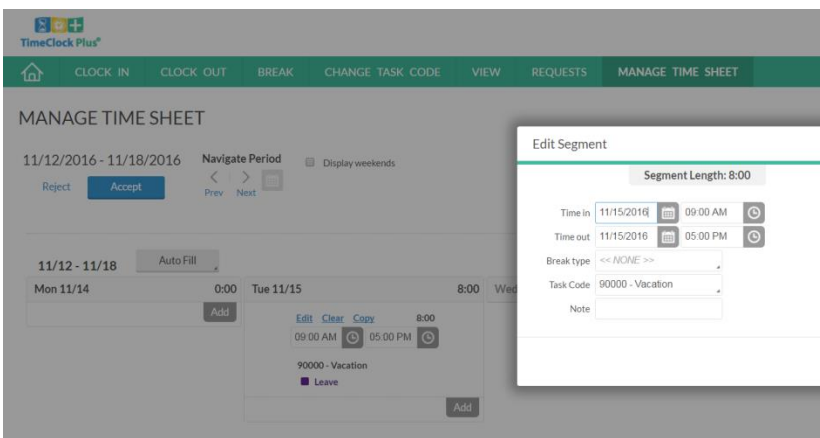 TimeClock Plus®
CLOCK IN CLOCK OUT BREAK CHANGE TASK CODE VIEW REQUESTS MANAGE TIME SHEET
MANAGE TIME SHEET
11/12/2016 - 11/18/2016 Navigate Period Display weekends
Reject Accept Prev Next
11/12 - 11/18 Auto Fill
Mon 11/14 0:00 Tue 11/15 8:00 Wed
Add
Edit Clear Copy 8:00
09:00 AM 05:00 PM
90000 - Vacation
Leave
Add
Edit Segment
Segment Length: 8:00
Time in 11/15/2016 09:00 AM
Time out 11/15/2016 05:00 PM
Break type << NONE >>
Task Code 90000 - Vacation
Note